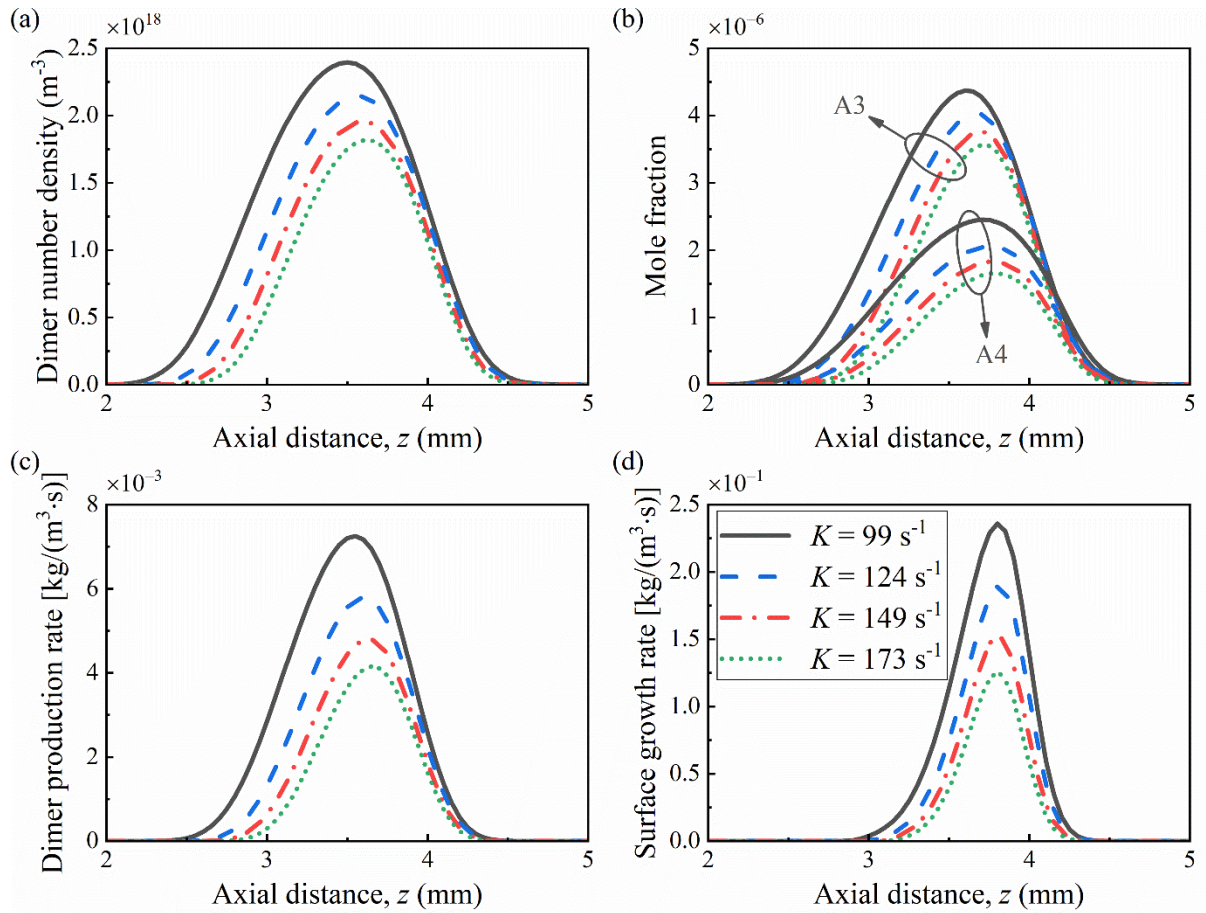 (a)
×10^18
Dimer number density (m^-3)
2.5
2.0
1.5
1.0
0.5
0.0
2 3 4 5
Axial distance, z (mm)
(b)
×10^−6
Mole fraction
5
4
3
2
1
0
A3
A4
2 3 4 5
Axial distance, z (mm)
(c)
×10^−3
Dimer production rate [kg/(m^3·s)]
8
6
4
2
0
2 3 4 5
Axial distance, z (mm)
(d)
×10^−1
Surface growth rate [kg/(m^3·s)]
2.5
2.0
1.5
1.0
0.5
0.0
K = 99 s^-1
K = 124 s^-1
K = 149 s^-1
K = 173 s^-1
2 3 4 5
Axial distance, z (mm)